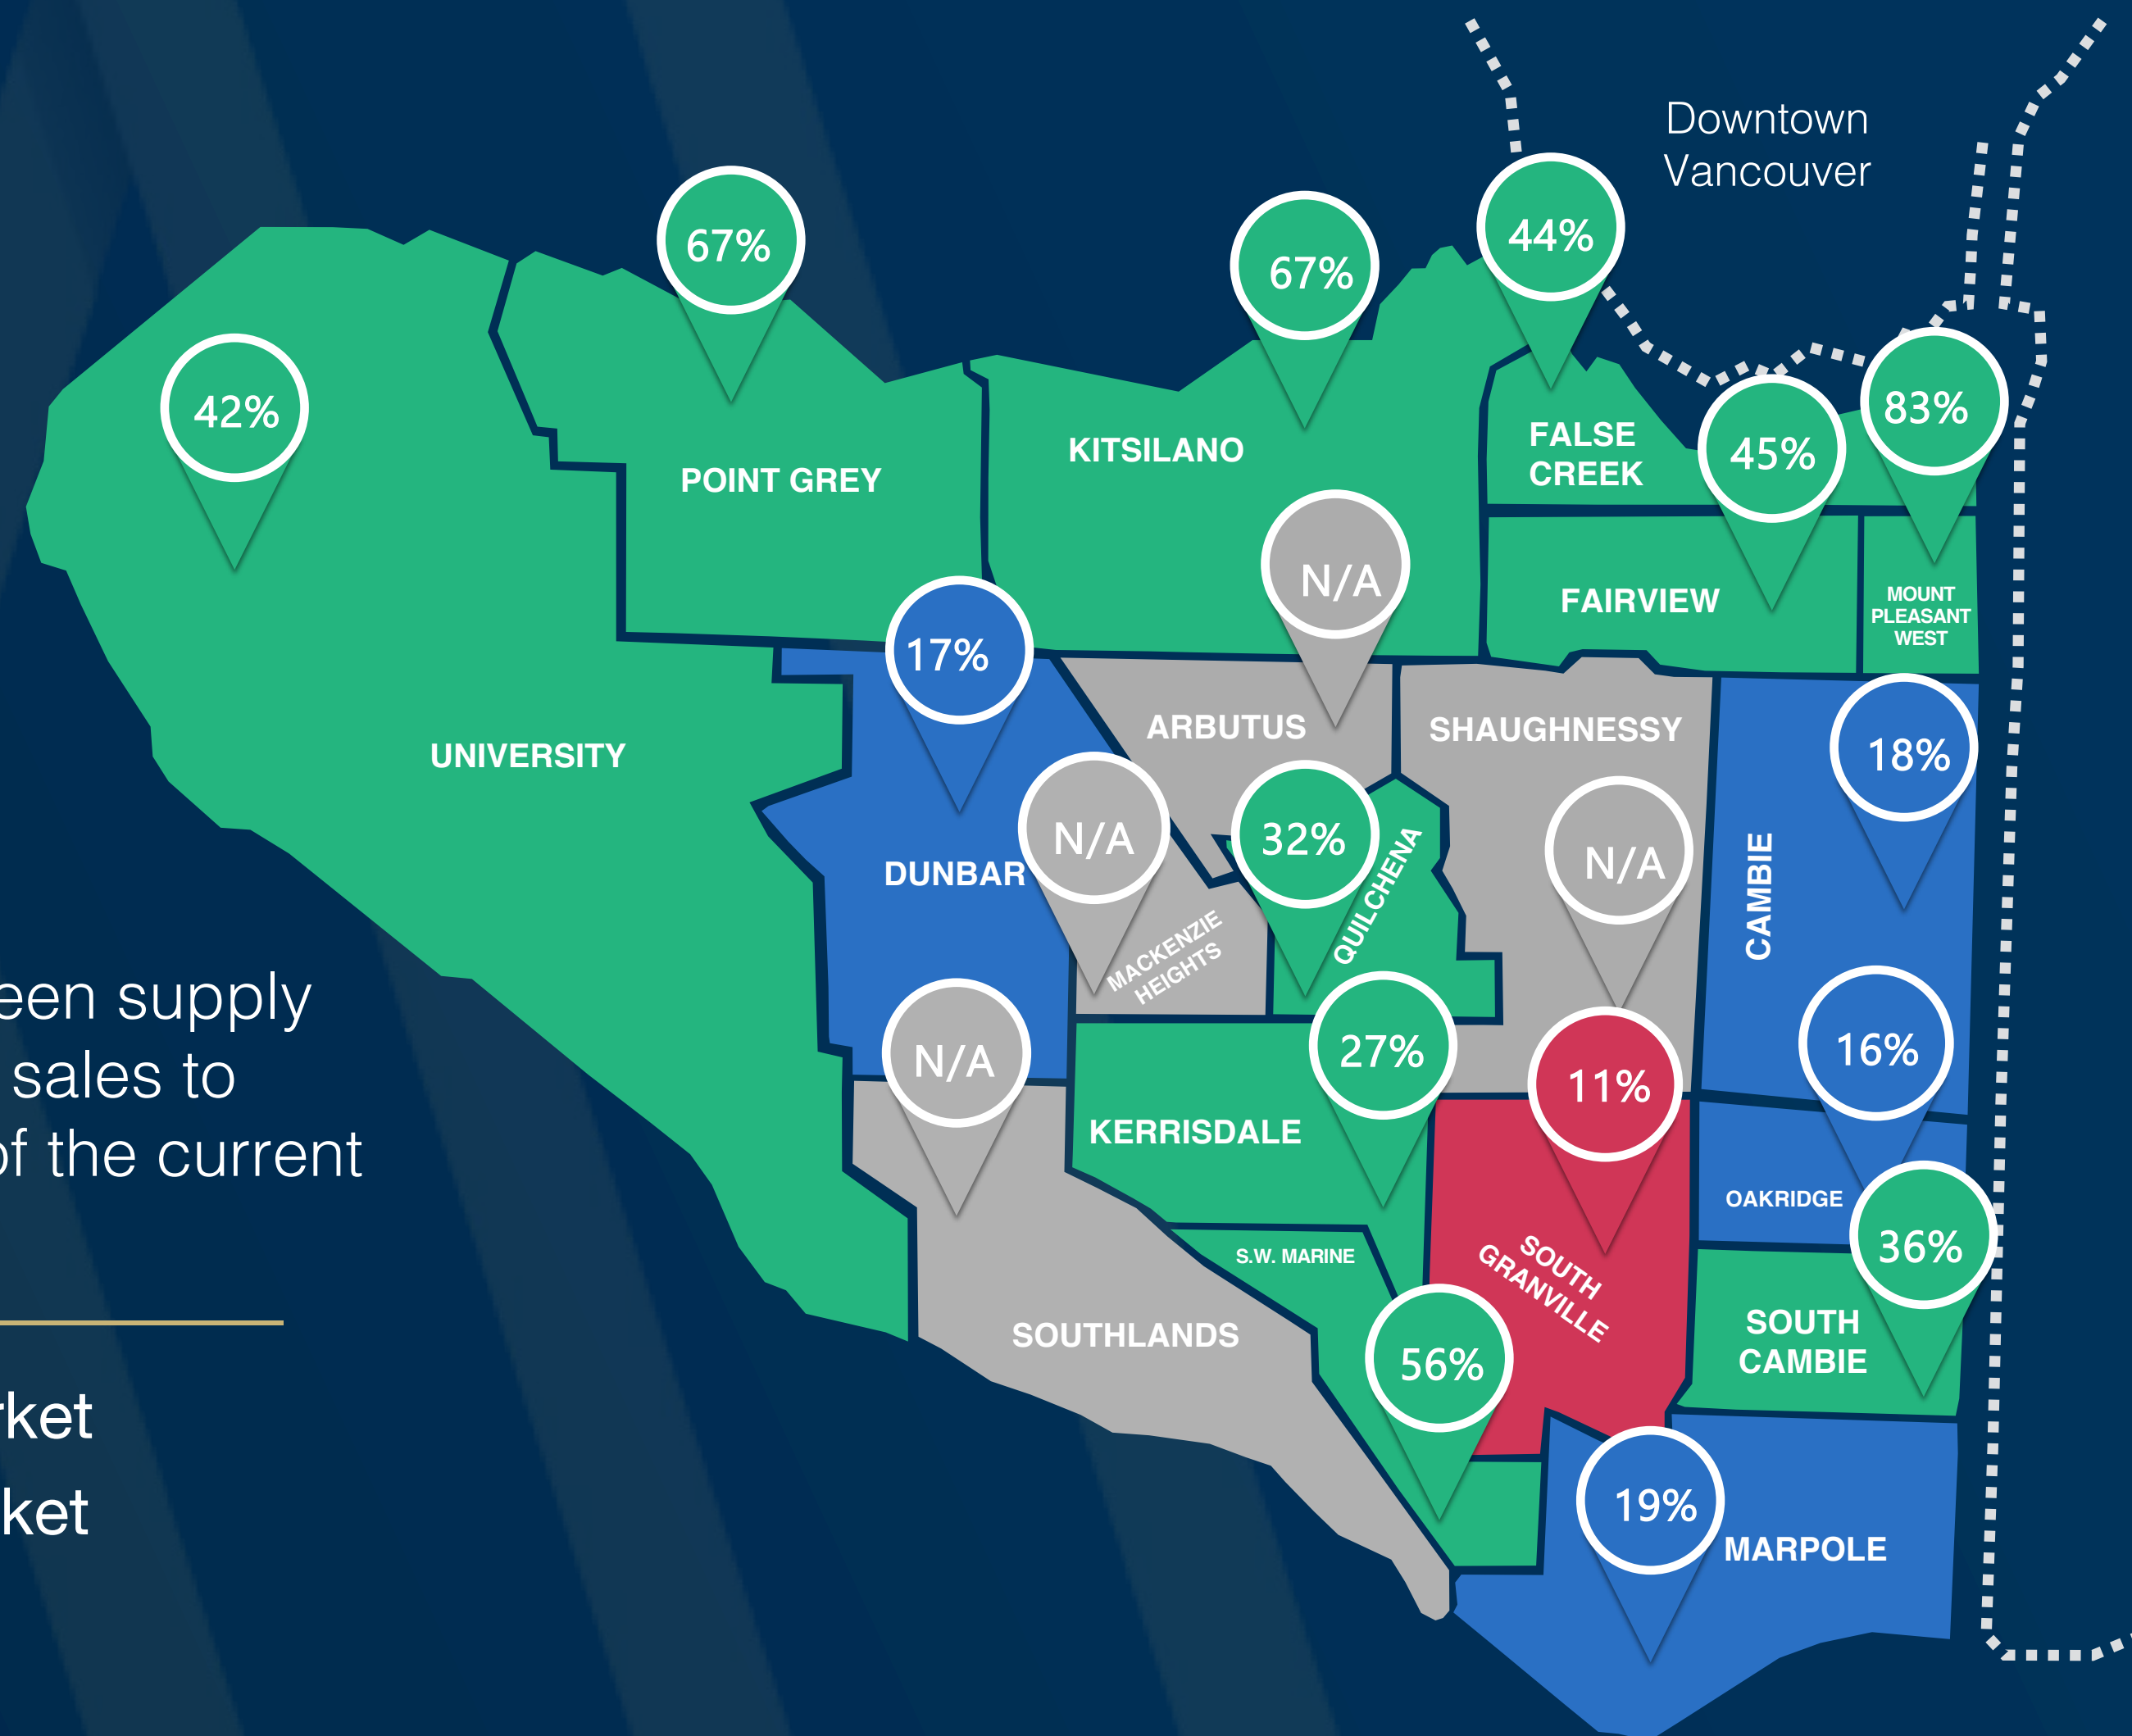 Downtown
Vancouver
67%
67%
44%
42%
83%
45%
FALSE
CREEK
KITSILANO
POINT GREY
N/A
FAIRVIEW
MOUNT
PLEASANT
WEST
17%
ARBUTUS
SHAUGHNESSY
UNIVERSITY
18%
N/A
32%
N/A
DUNBAR
QUILCHENA
CAMBIE
MACKENZIE
HEIGHTS
een supply
sales to
of the current
N/A
27%
11%
16%
KERRISDALE
OAKRIDGE
S.W. MARINE
36%
SOUTH
GRANVILLE
SOUTHLANDS
SOUTH
CAMBIE
56%
rket
ket
19%
MARPOLE